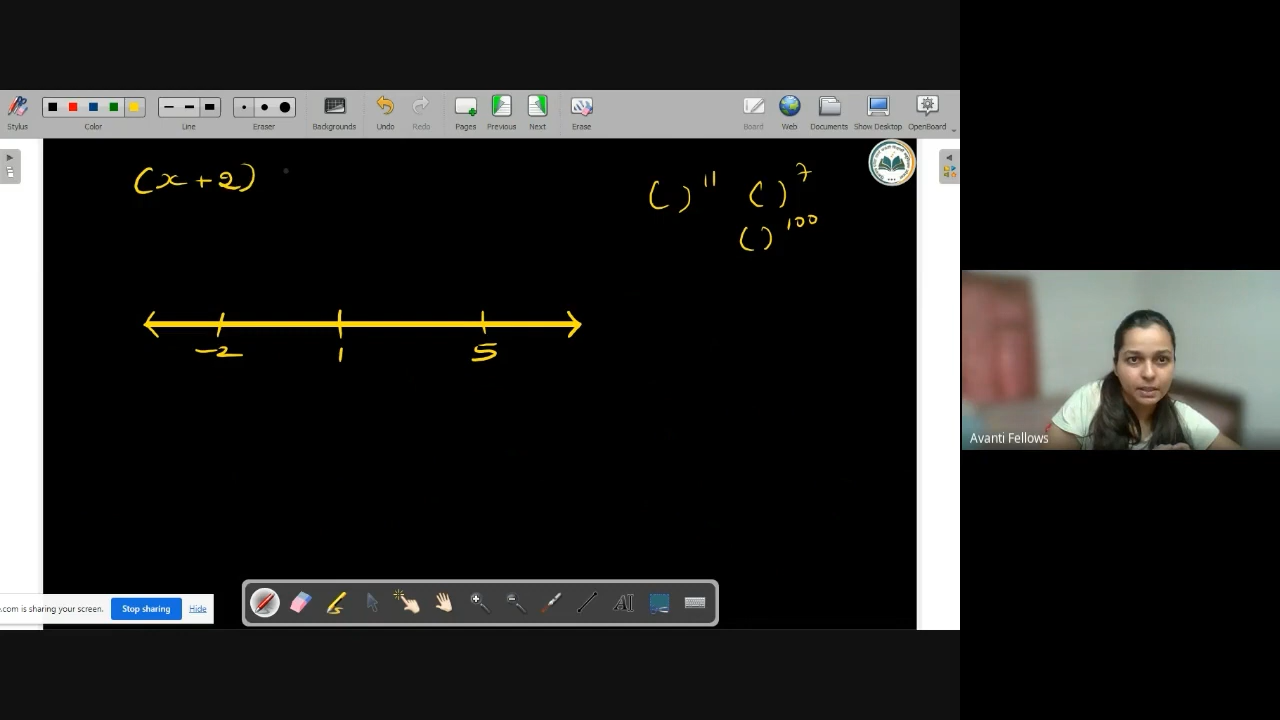 Stylus Color Line Eraser Backgrounds Undo Redo Pages Previous Next Erase Board Web Documents Show Desktop OpenBoard
(x+2)
( )^11 ( )^7
( )^100
-2 1 5
Avanti Fellows
e.com is sharing your screen. Stop sharing Hide
AI